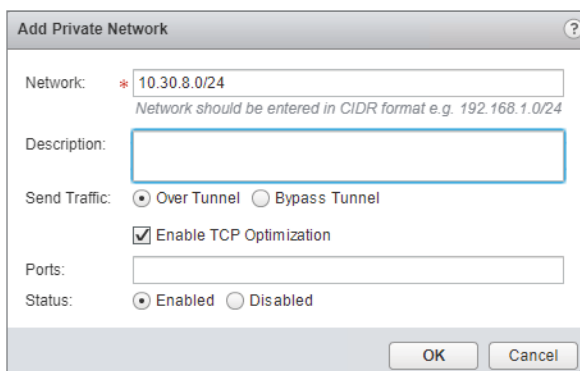 Add Private Network ?
Network: * 10.30.8.0/24
Network should be entered in CIDR format e.g. 192.168.1.0/24
Description:
Send Traffic: Over Tunnel Bypass Tunnel
Enable TCP Optimization
Ports:
Status: Enabled Disabled
OK Cancel